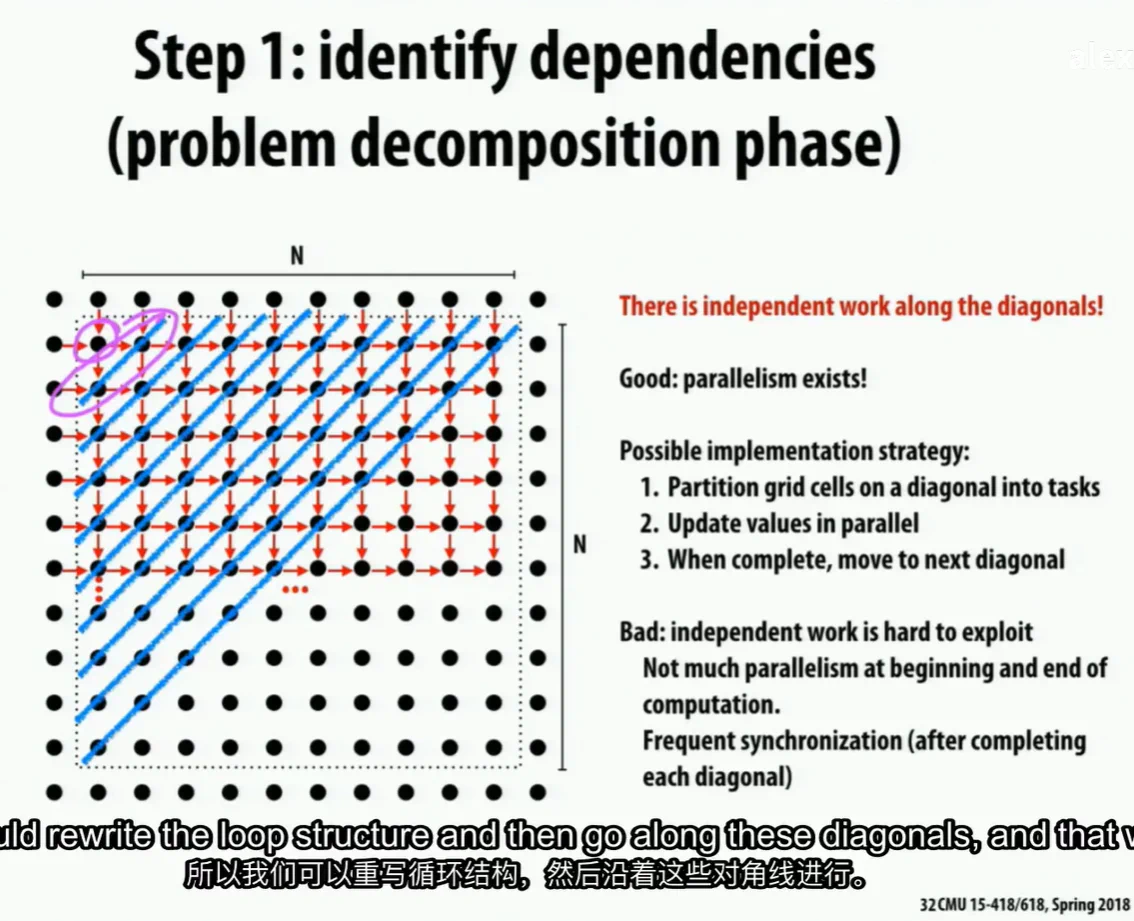 Step 1: identify dependencies
(problem decomposition phase)
alex
N
N
There is independent work along the diagonals!
Good: parallelism exists!
Possible implementation strategy:
1. Partition grid cells on a diagonal into tasks
2. Update values in parallel
3. When complete, move to next diagonal
Bad: independent work is hard to exploit
Not much parallelism at beginning and end of
computation.
Frequent synchronization (after completing
each diagonal)
uld rewrite the loop structure and then go along these diagonals, and that w
所以我们可以重写循环结构，然后沿着这些对角线进行。
32 CMU 15-418/618, Spring 2018